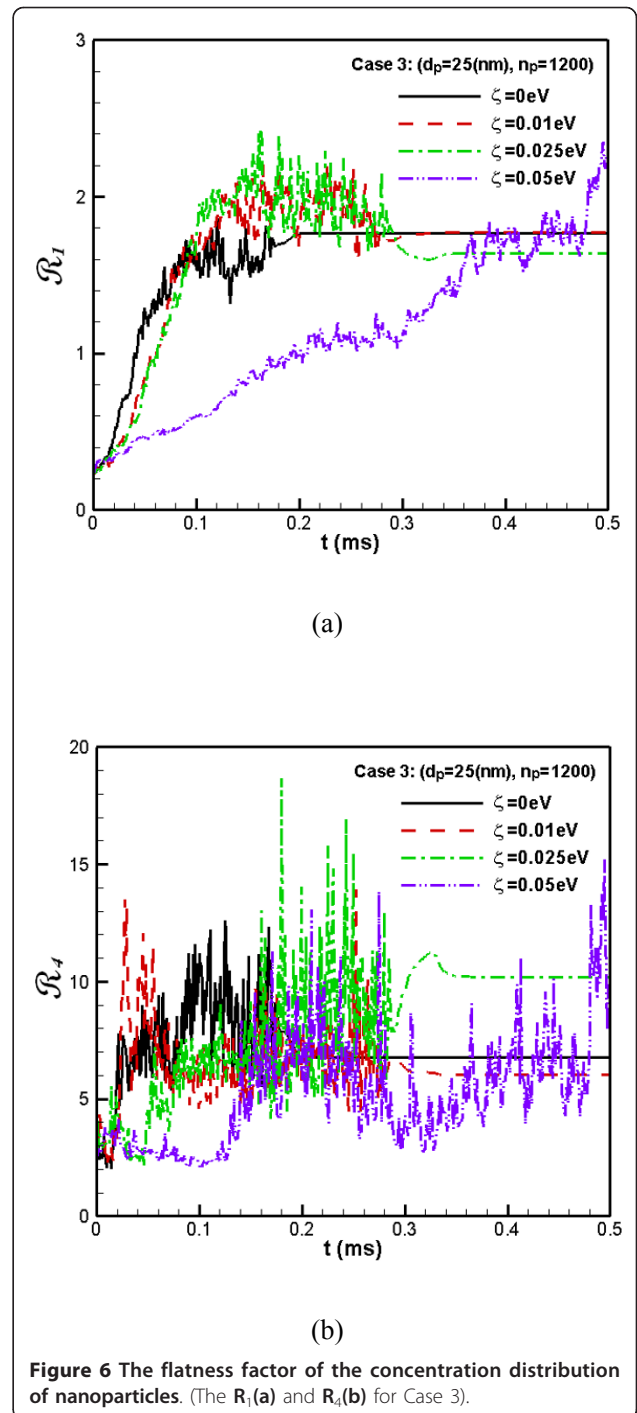 3
Case 3: (dp=25(nm), np=1200)
ζ=0eV
ζ=0.01eV
ζ=0.025eV
ζ=0.05eV
2
ℛ1
1
0
0 0.1 0.2 0.3 0.4 0.5
t (ms)
(a)
20
Case 3: (dp=25(nm), np=1200)
ζ=0eV
ζ=0.01eV
ζ=0.025eV
ζ=0.05eV
15
ℛ4
10
5
0
0 0.1 0.2 0.3 0.4 0.5
t (ms)
(b)
Figure 6 The flatness factor of the concentration distribution
of nanoparticles. (The R1(a) and R4(b) for Case 3).